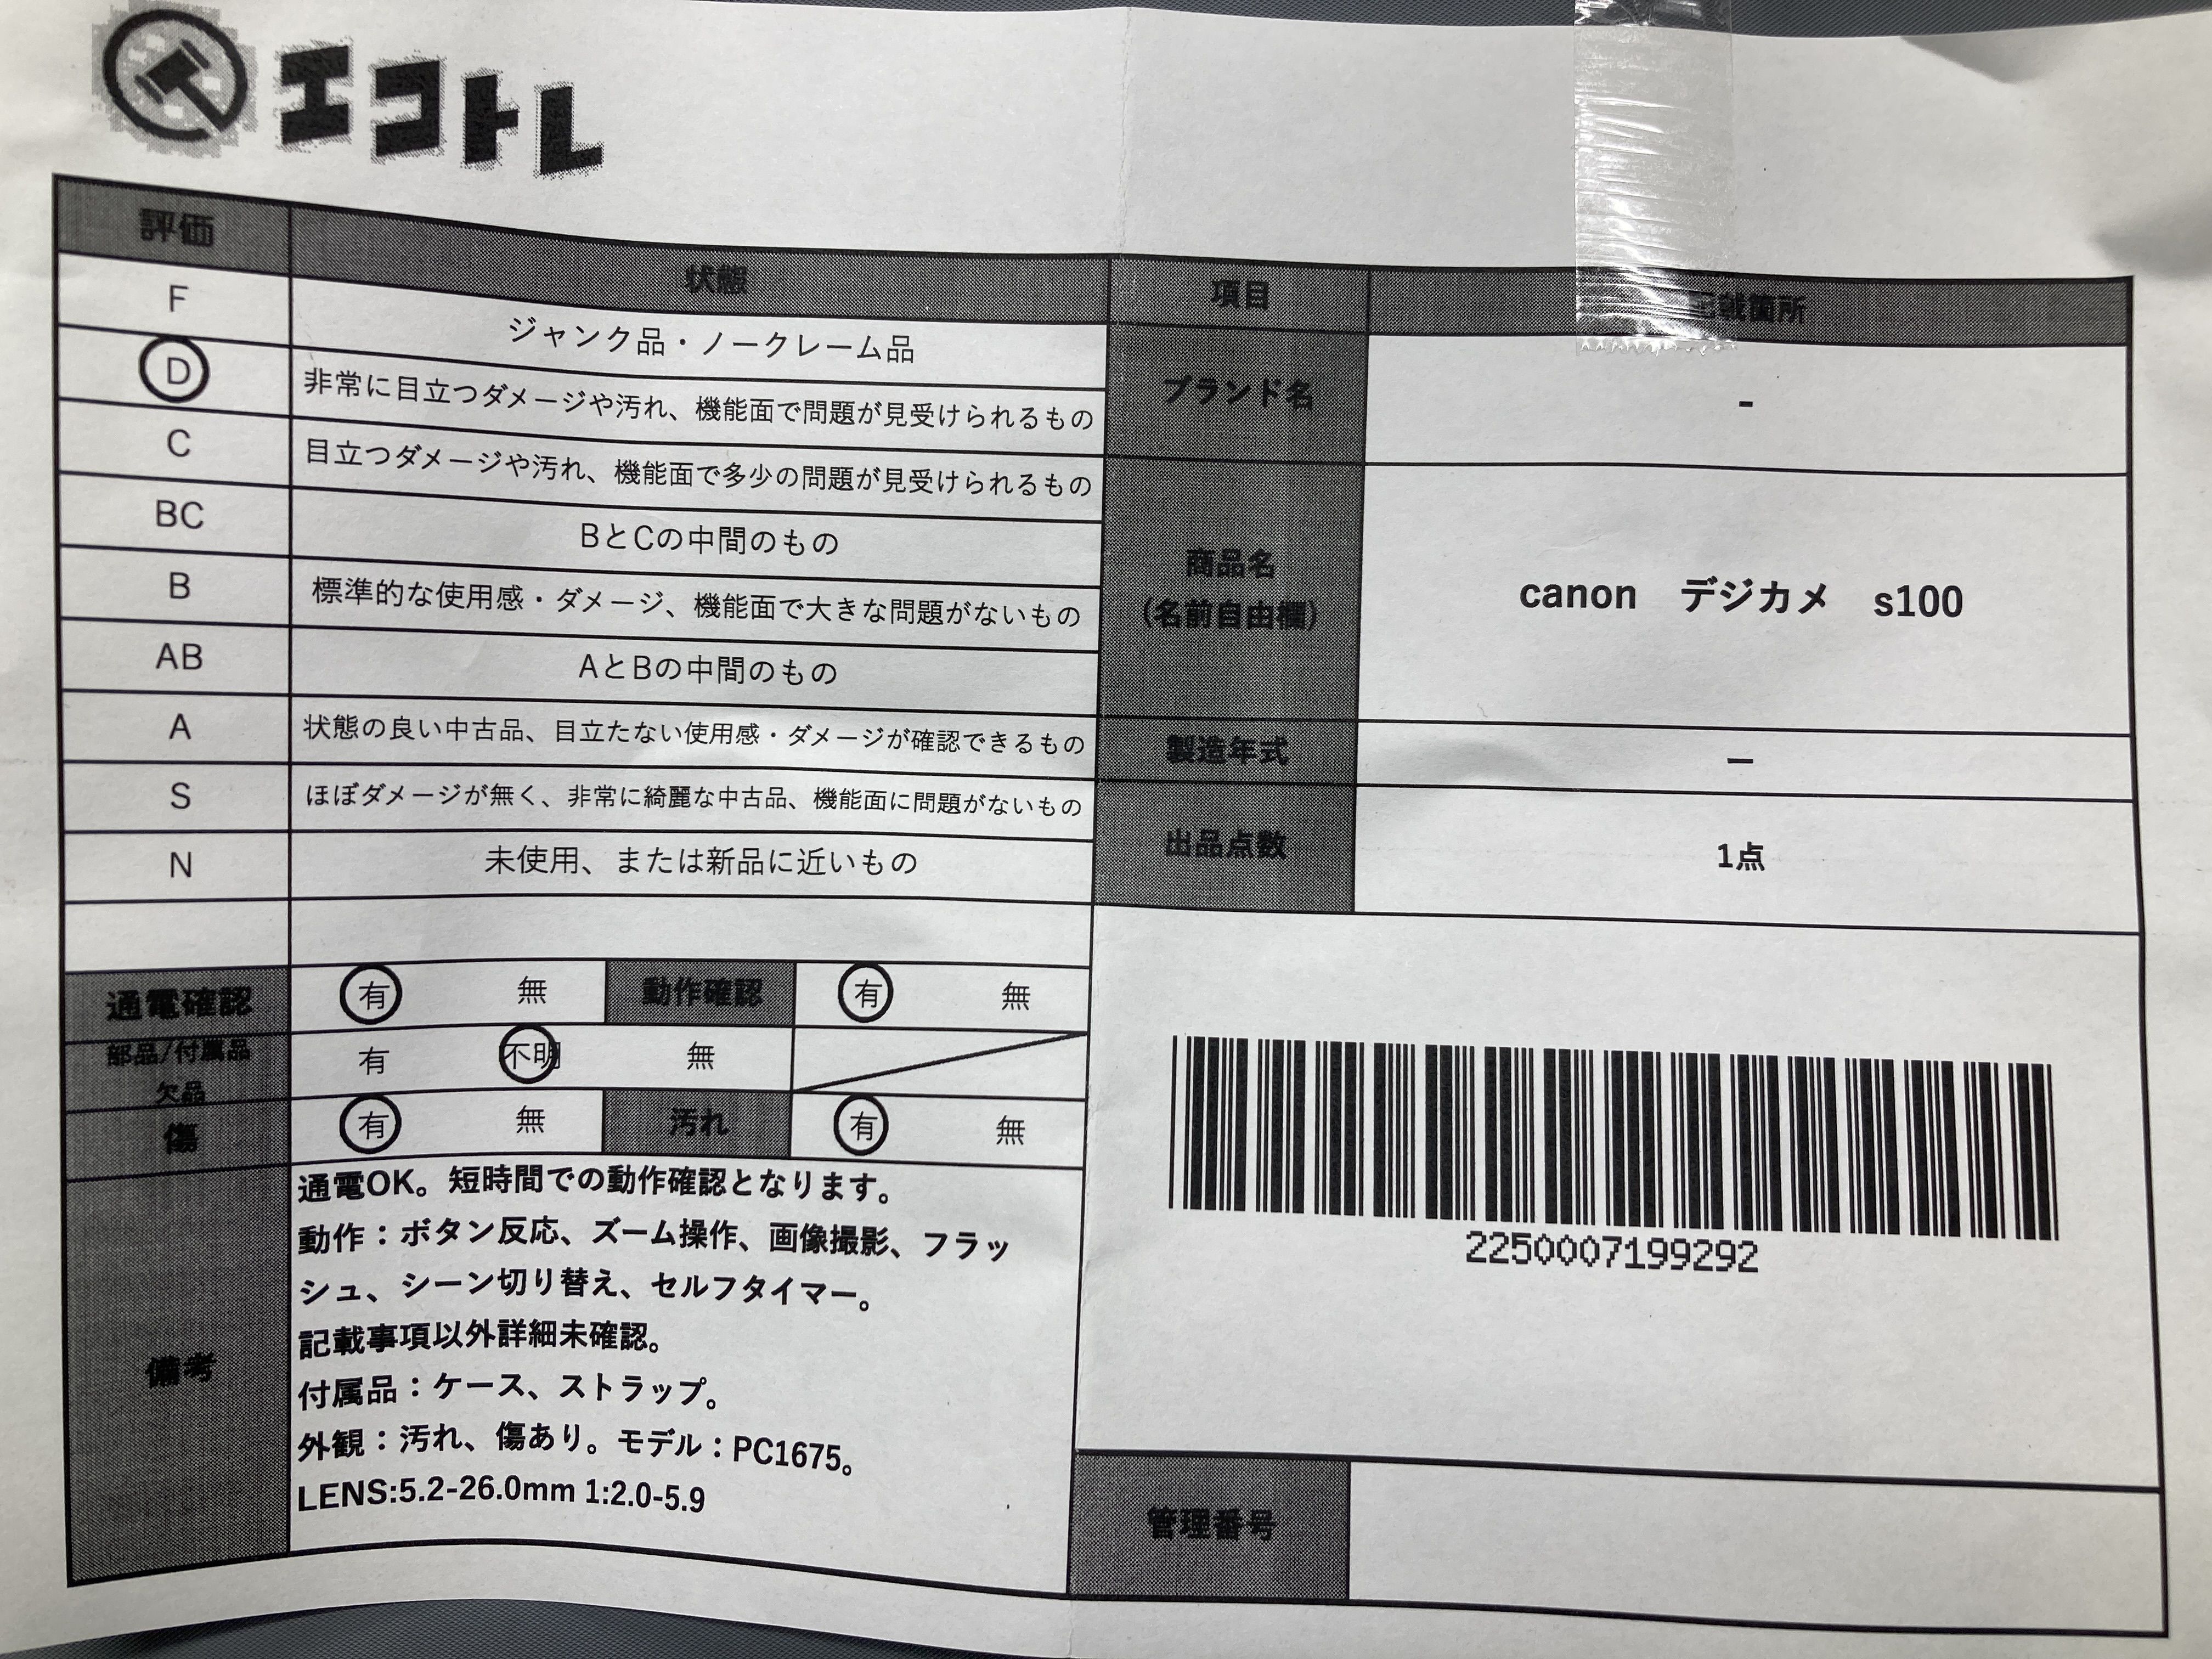 エコトレ
評価 状態
F ジャンク品・ノークレーム品
D 非常に目立つダメージや汚れ、機能面で問題が見受けられるもの
C 目立つダメージや汚れ、機能面で多少の問題が見受けられるもの
BC BとCの中間のもの
B 標準的な使用感・ダメージ、機能面で大きな問題がないもの
AB AとBの中間のもの
A 状態の良い中古品、目立たない使用感・ダメージが確認できるもの
S ほぼダメージが無く、非常に綺麗な中古品、機能面に問題がないもの
N 未使用、または新品に近いもの
通電確認 有 無 動作確認 有 無
部品/付属品
欠品
有 不明 無
傷 有 無 汚れ 有 無
備考
通電OK。短時間での動作確認となります。
動作：ボタン反応、ズーム操作、画像撮影、フラッ
シュ、シーン切り替え、セルフタイマー。
記載事項以外詳細未確認。
付属品：ケース、ストラップ。
外観：汚れ、傷あり。モデル：PC1675。
LENS:5.2-26.0mm 1:2.0-5.9
項目 記載箇所
ブランド名 -
商品名
(名前自由欄)
canon デジカメ s100
製造年式 ー
出品点数 1点
2250007199292
管理番号